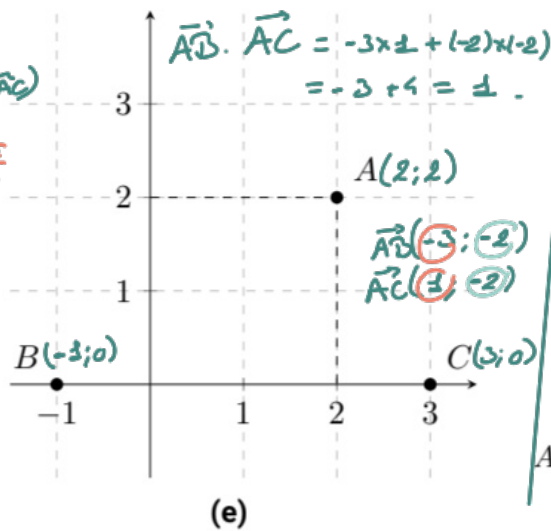 AB⃗. AC⃗ = -3×1 + (-2)×(-2)
= -3 + 4 = 1 .
3
A(2;2)
2
AB⃗(-3; -2)
AC⃗(1; -2)
1
B(-1;0)
C(3;0)
-1 1 2 3
A
(e)